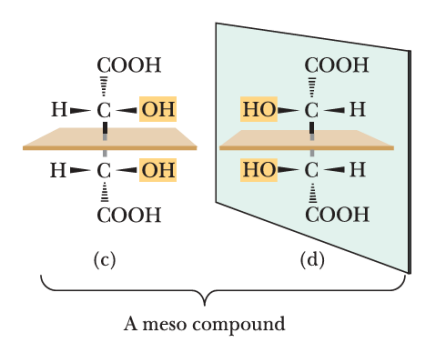 COOH COOH
H C OH HO C H
H C OH HO C H
COOH COOH
(c) (d)
A meso compound